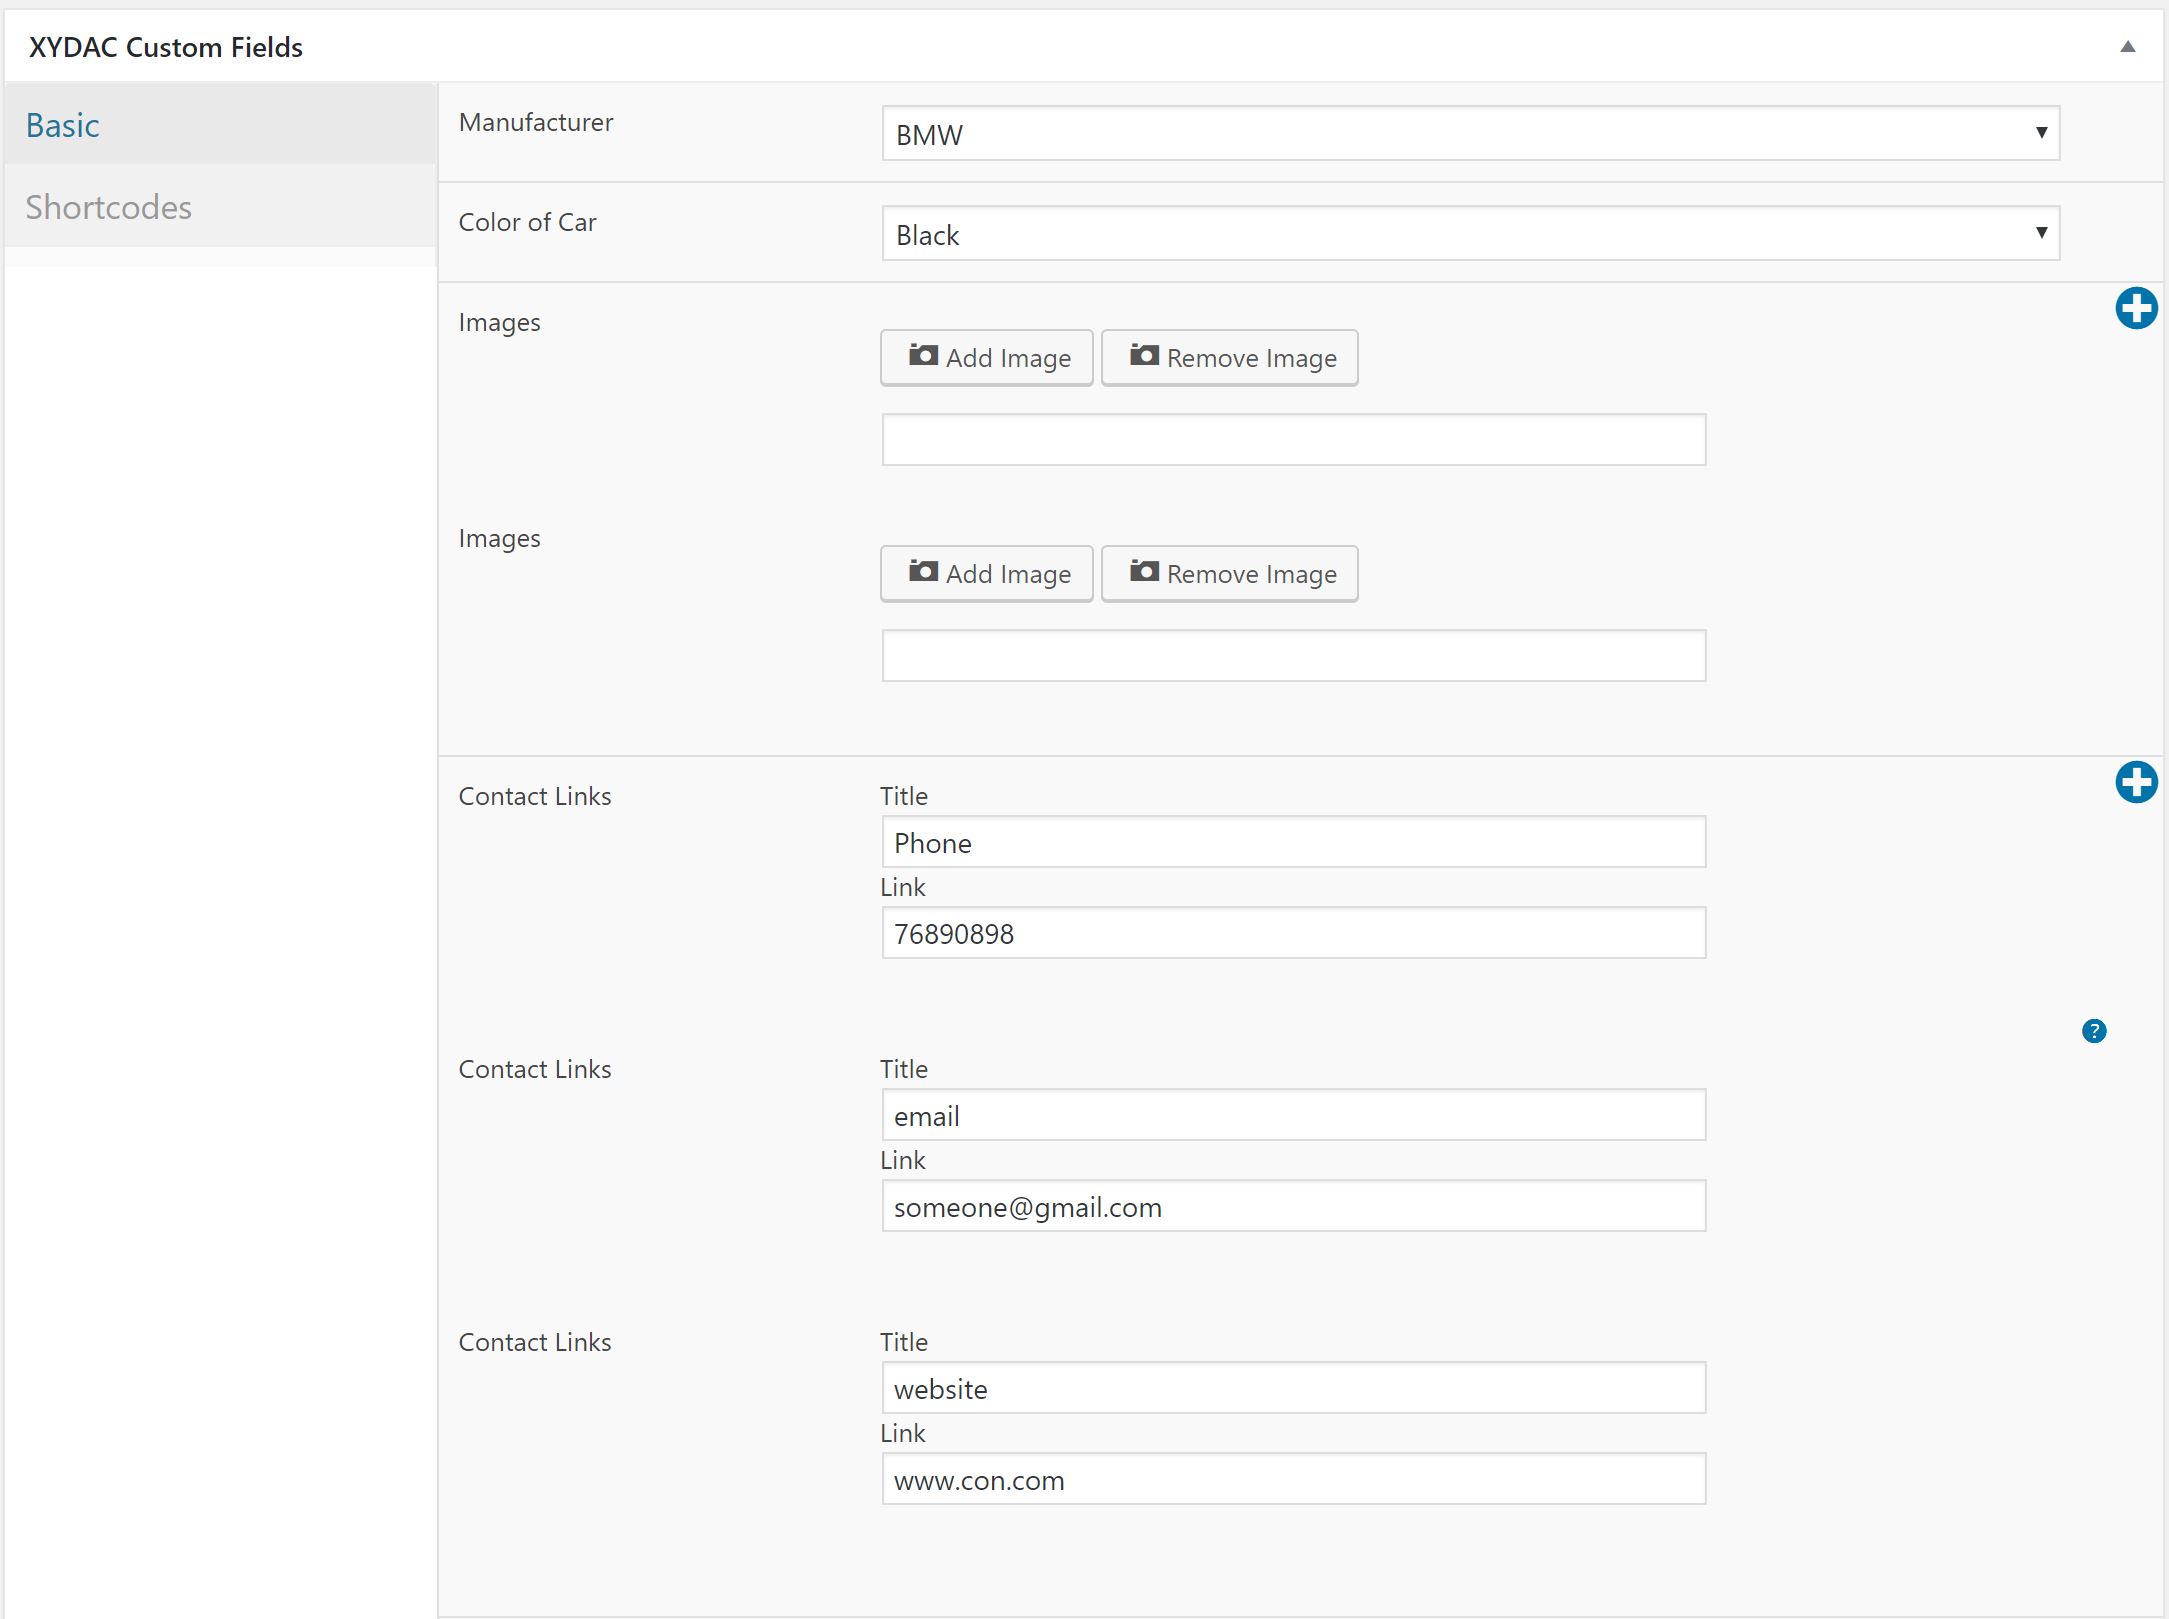 XYDAC Custom Fields
Basic
Shortcodes
Manufacturer
BMW
Color of Car
Black
Images
Add Image
Remove Image
Images
Add Image
Remove Image
Contact Links
Title
Phone
Link
76890898
?
Contact Links
Title
email
Link
someone@gmail.com
Contact Links
Title
website
Link
www.con.com